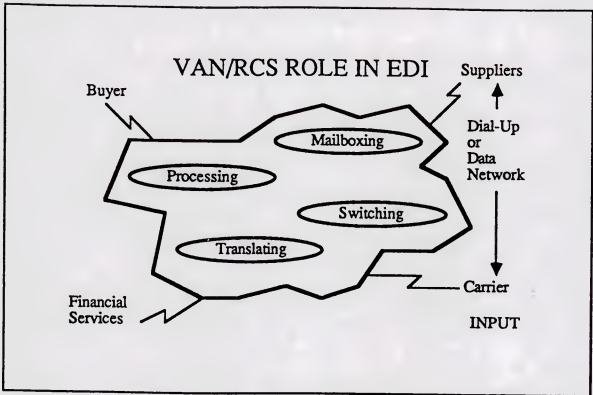 VAN/RCS ROLE IN EDI
Suppliers
Buyer
Dial-Up
or
Data
Network
Mailboxing
Processing
Switching
Translating
Carrier
Financial
Services
INPUT